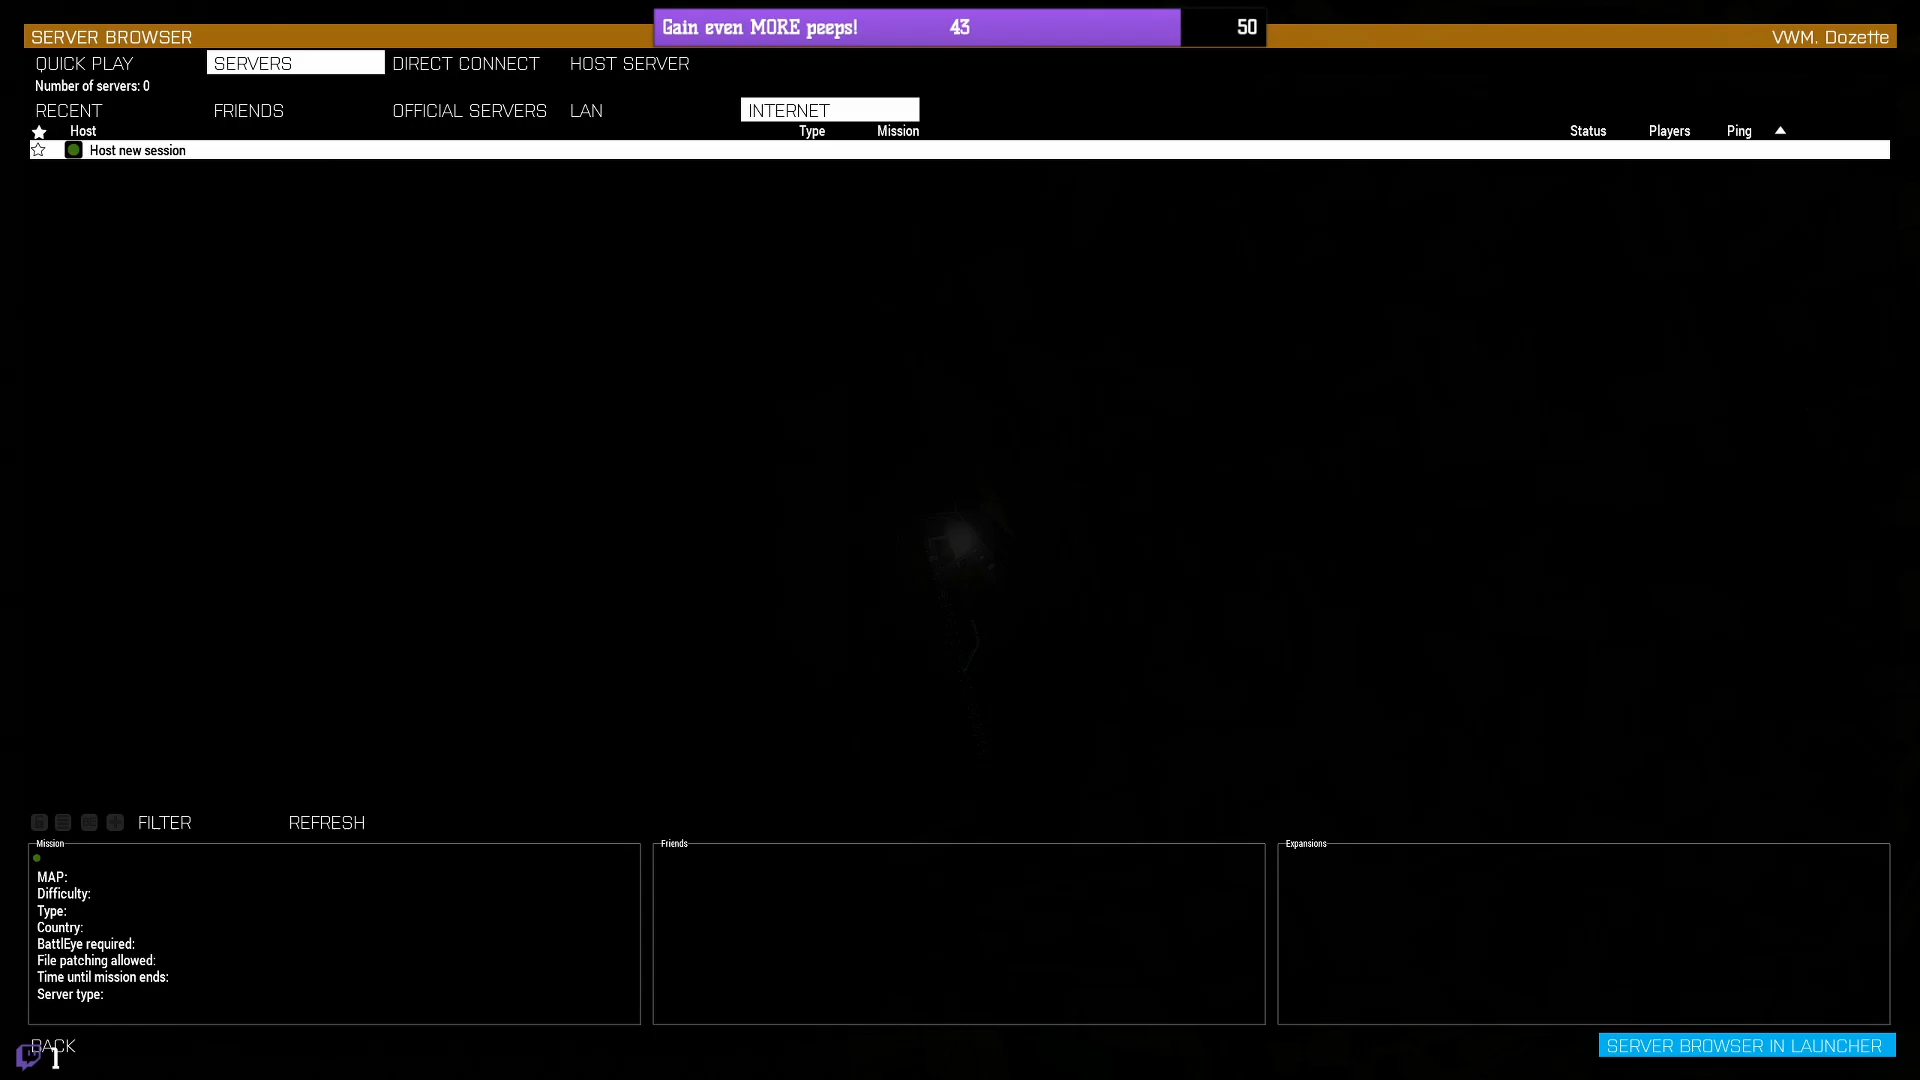 Gain even MORE peeps! 43 50
SERVER BROWSER VWM. Dozette
QUICK PLAY SERVERS DIRECT CONNECT HOST SERVER
Number of servers: 0
RECENT FRIENDS OFFICIAL SERVERS LAN INTERNET
Host Type Mission Status Players Ping
Host new session
FILTER REFRESH
Mission Friends Expansions
MAP:
Difficulty:
Type:
Country:
BattlEye required:
File patching allowed:
Time until mission ends:
Server type:
BACK SERVER BROWSER IN LAUNCHER
1